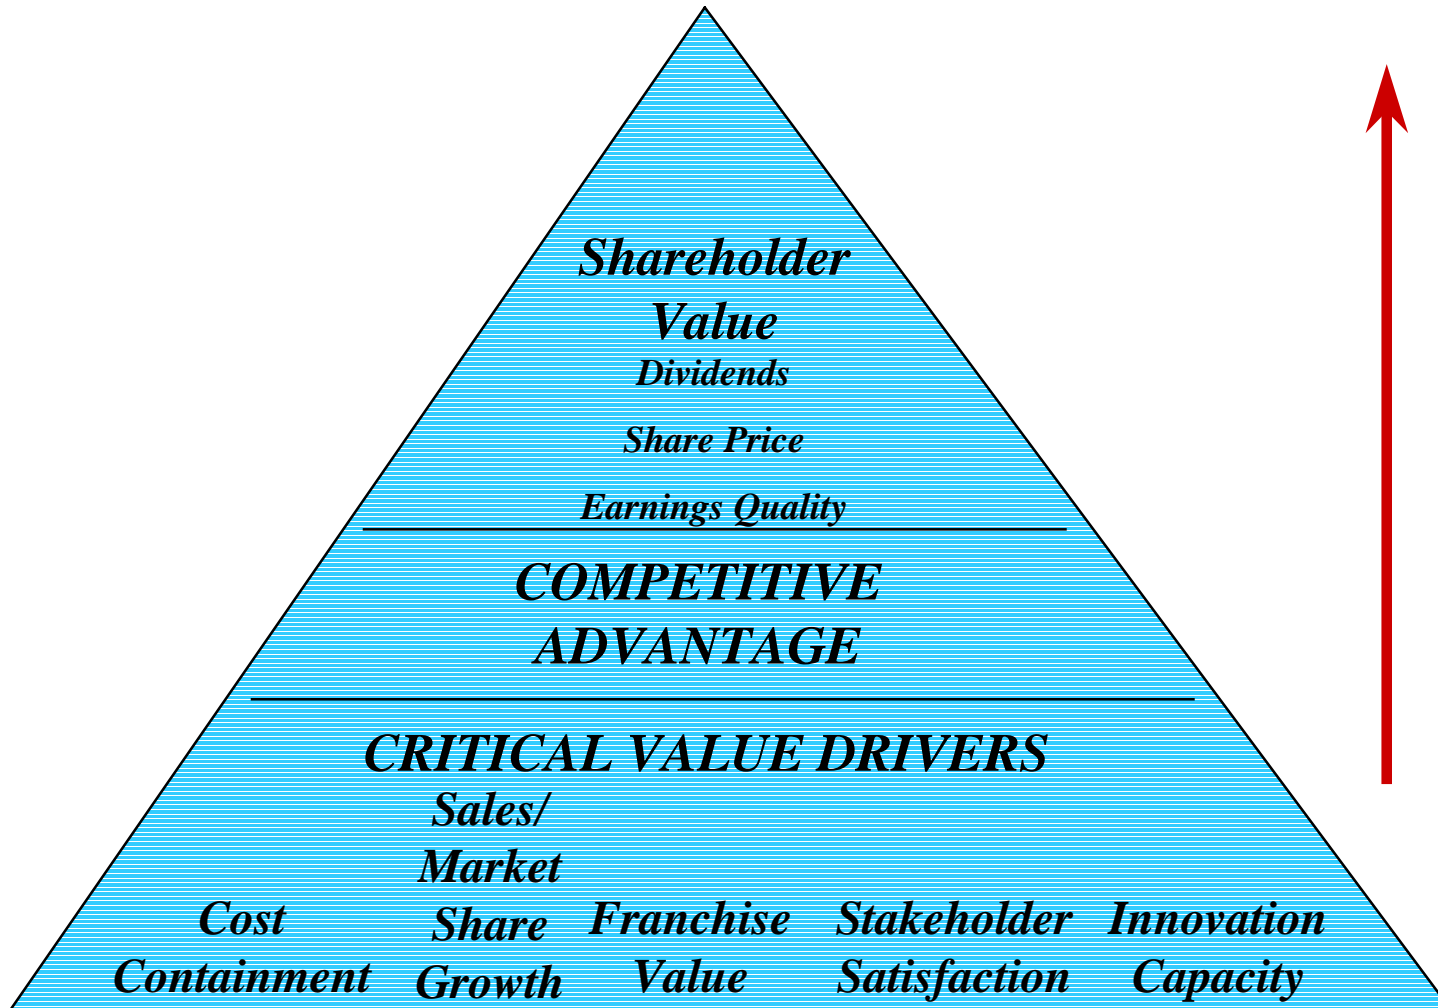 Shareholder
Value
Dividends
Share Price
Earnings Quality
COMPETITIVE
ADVANTAGE
CRITICAL VALUE DRIVERS
Cost
Containment
Sales/
Market
Share
Growth
Franchise
Value
Stakeholder
Satisfaction
Innovation
Capacity